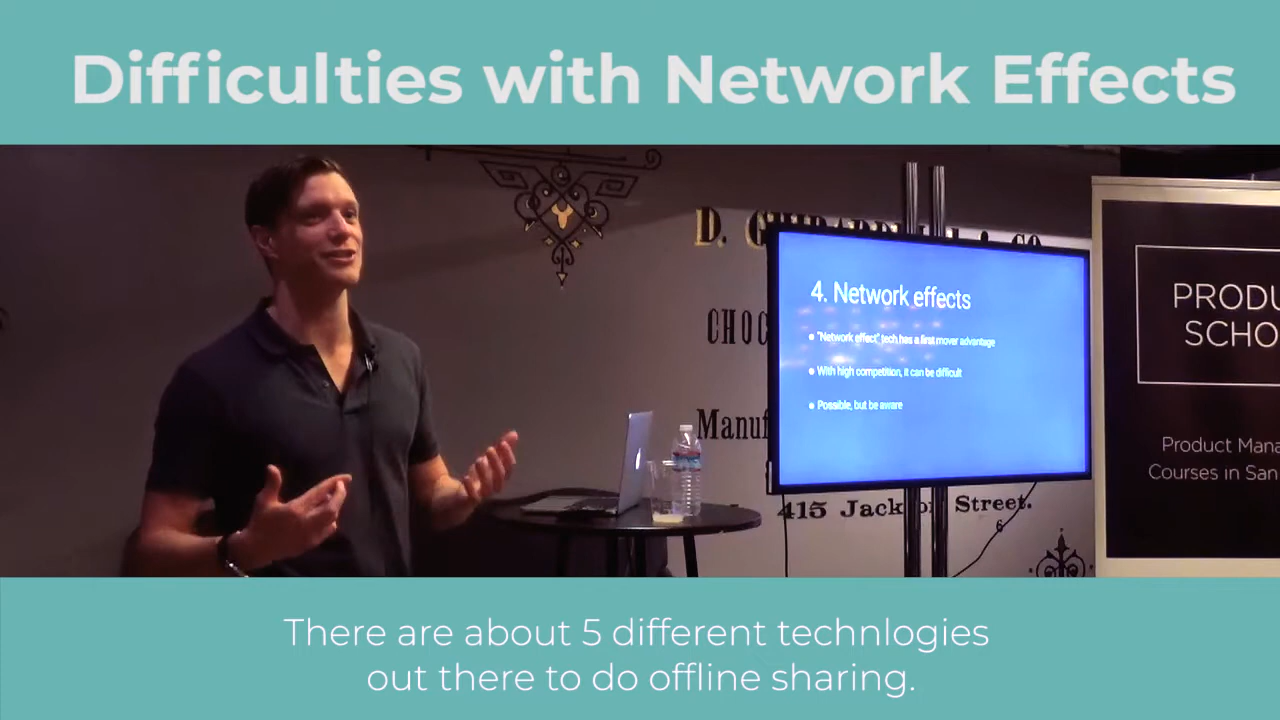 Difficulties with Network Effects
D.
CHOC
Manuf
415 Jackson Street.
6
4. Network effects
"Network effect" tech has a first mover advantage
With high competition, it can be difficult
Possible, but be aware
PRODU
SCHO
Product Mana
Courses in San
There are about 5 different technlogies
out there to do offline sharing.